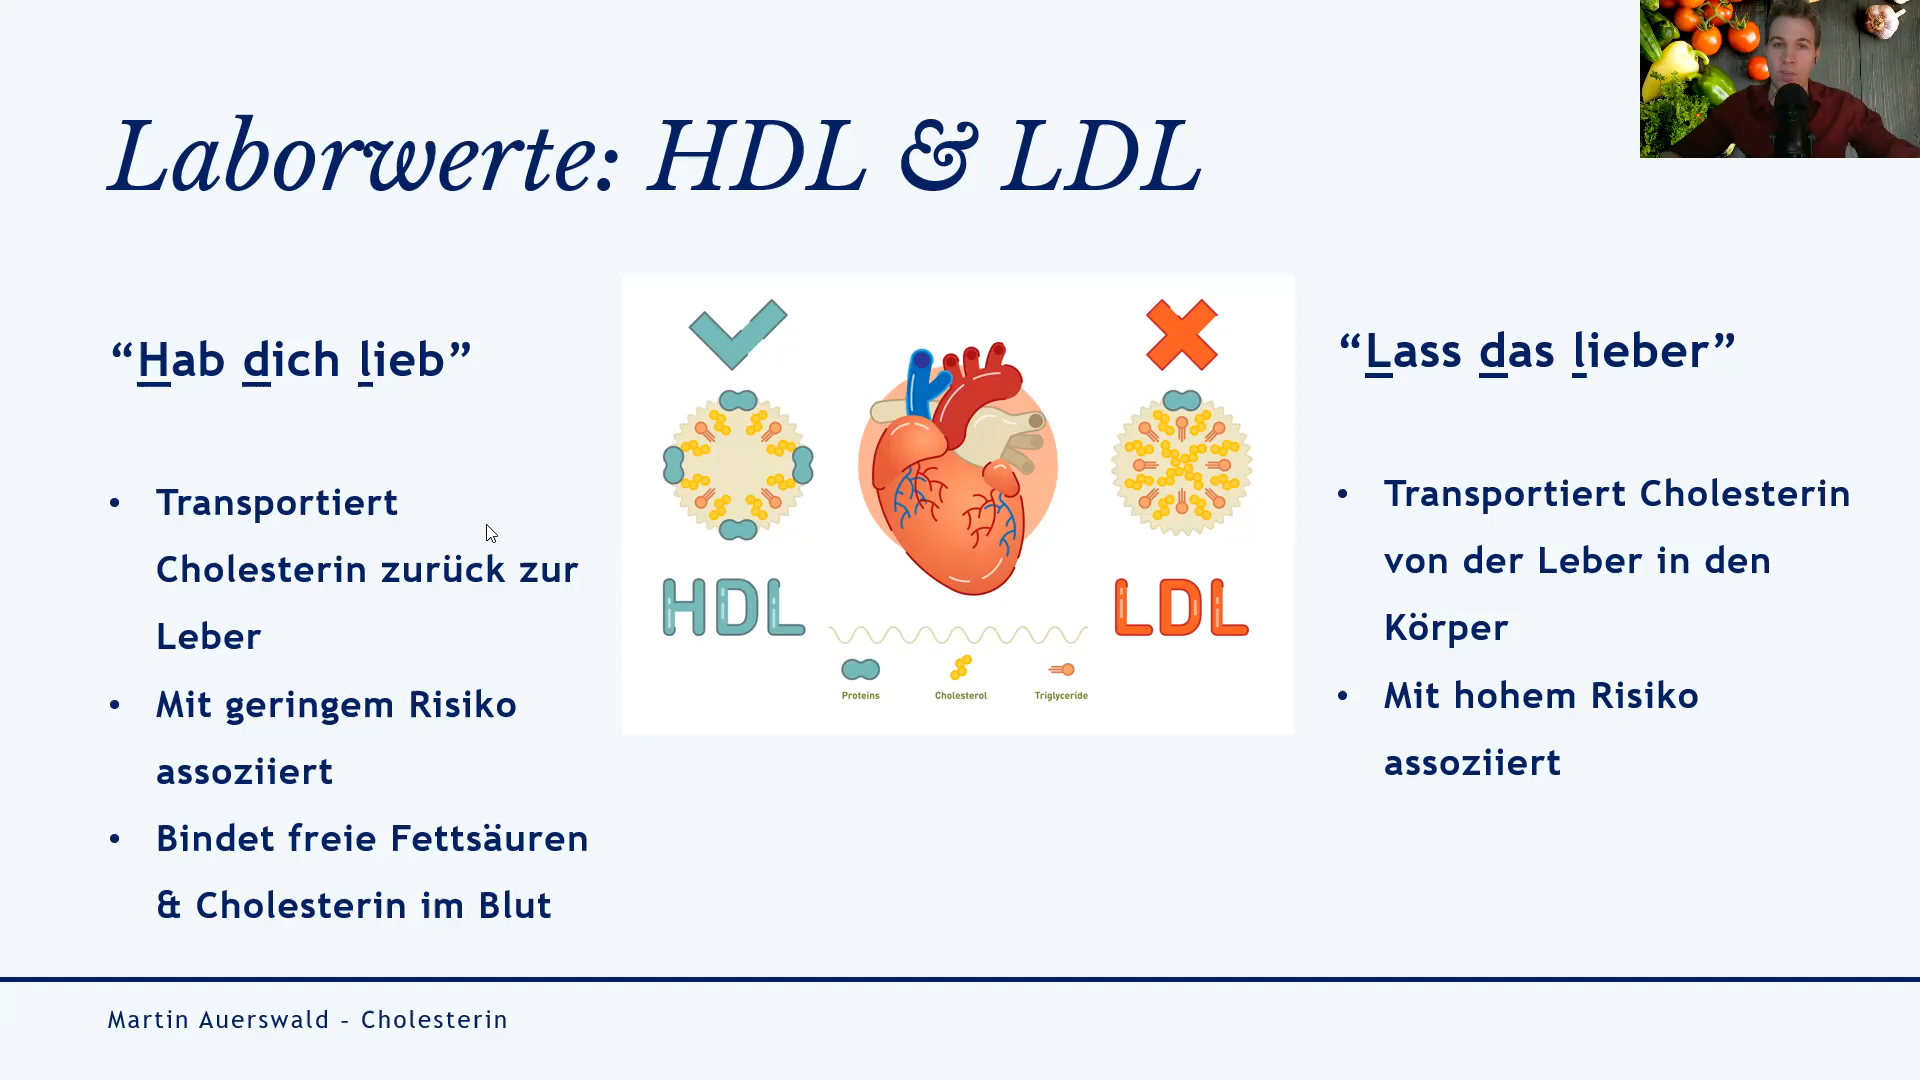 Laborwerte: HDL & LDL
“Hab dich lieb”
• Transportiert
Cholesterin zurück zur
Leber
• Mit geringem Risiko
assoziiert
• Bindet freie Fettsäuren
& Cholesterin im Blut
HDL
LDL
Proteins
Cholesterol
Triglyceride
“Lass das lieber”
• Transportiert Cholesterin
von der Leber in den
Körper
• Mit hohem Risiko
assoziiert
Martin Auerswald – Cholesterin